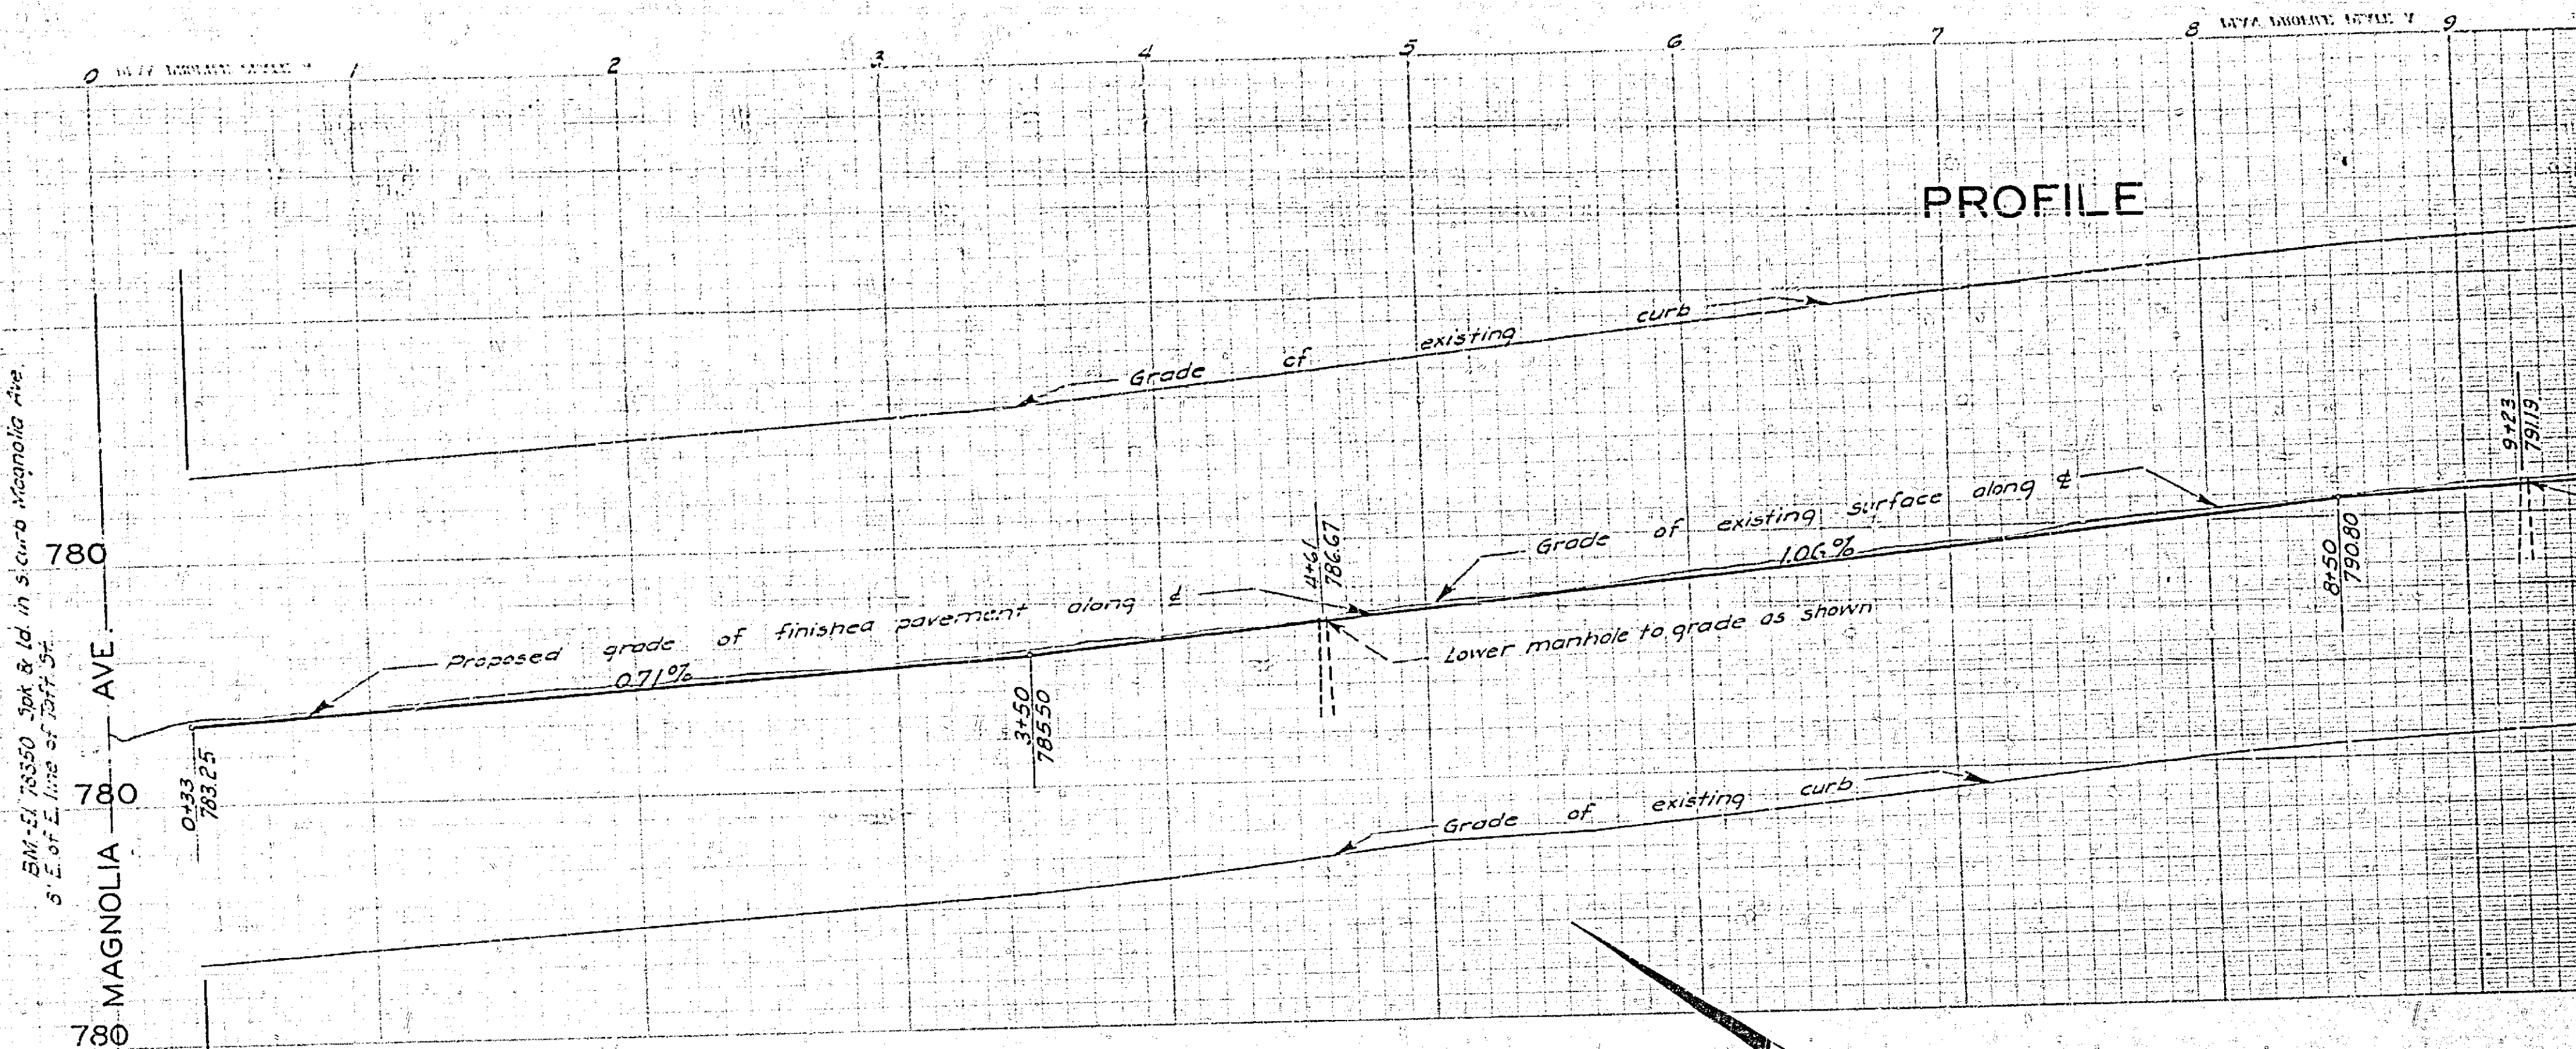 0 1 2 3 4 5 6 7 8 9
PROFILE
Grade of existing curb
9+23
791.19
Grade of existing surface along ℄
1.06%
8+50
790.80
4+61
786.67
Lower manhole to grade as shown
780
Proposed grade of finished pavement along ℄
0.71%
3+50
785.50
0+33
783.25
780
Grade of existing curb
780
MAGNOLIA AVE.
BM-El. 783.50 Spk & Ld. in S. curb Magnolia Ave.
E. of E. line of Taft St.